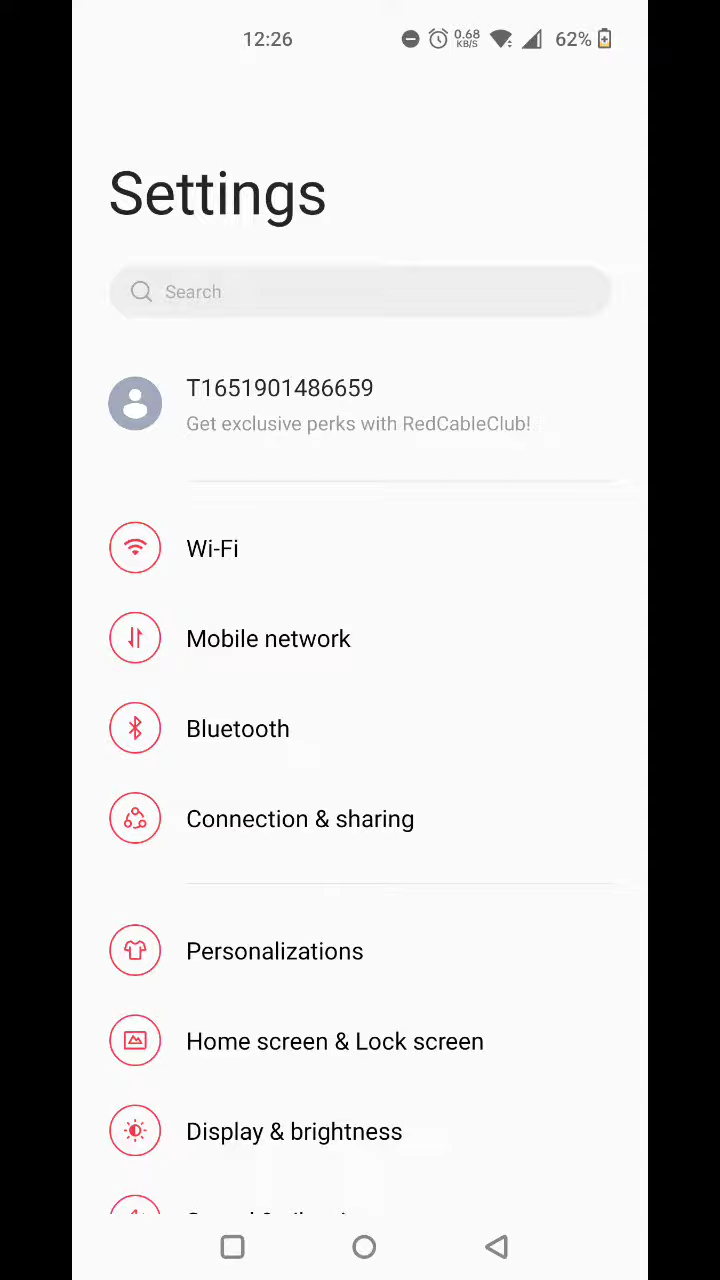 12:26
0.68
KB/S
62%
Settings
Search
T1651901486659
Get exclusive perks with RedCableClub!
Wi-Fi
Mobile network
Bluetooth
Connection & sharing
Personalizations
Home screen & Lock screen
Display & brightness